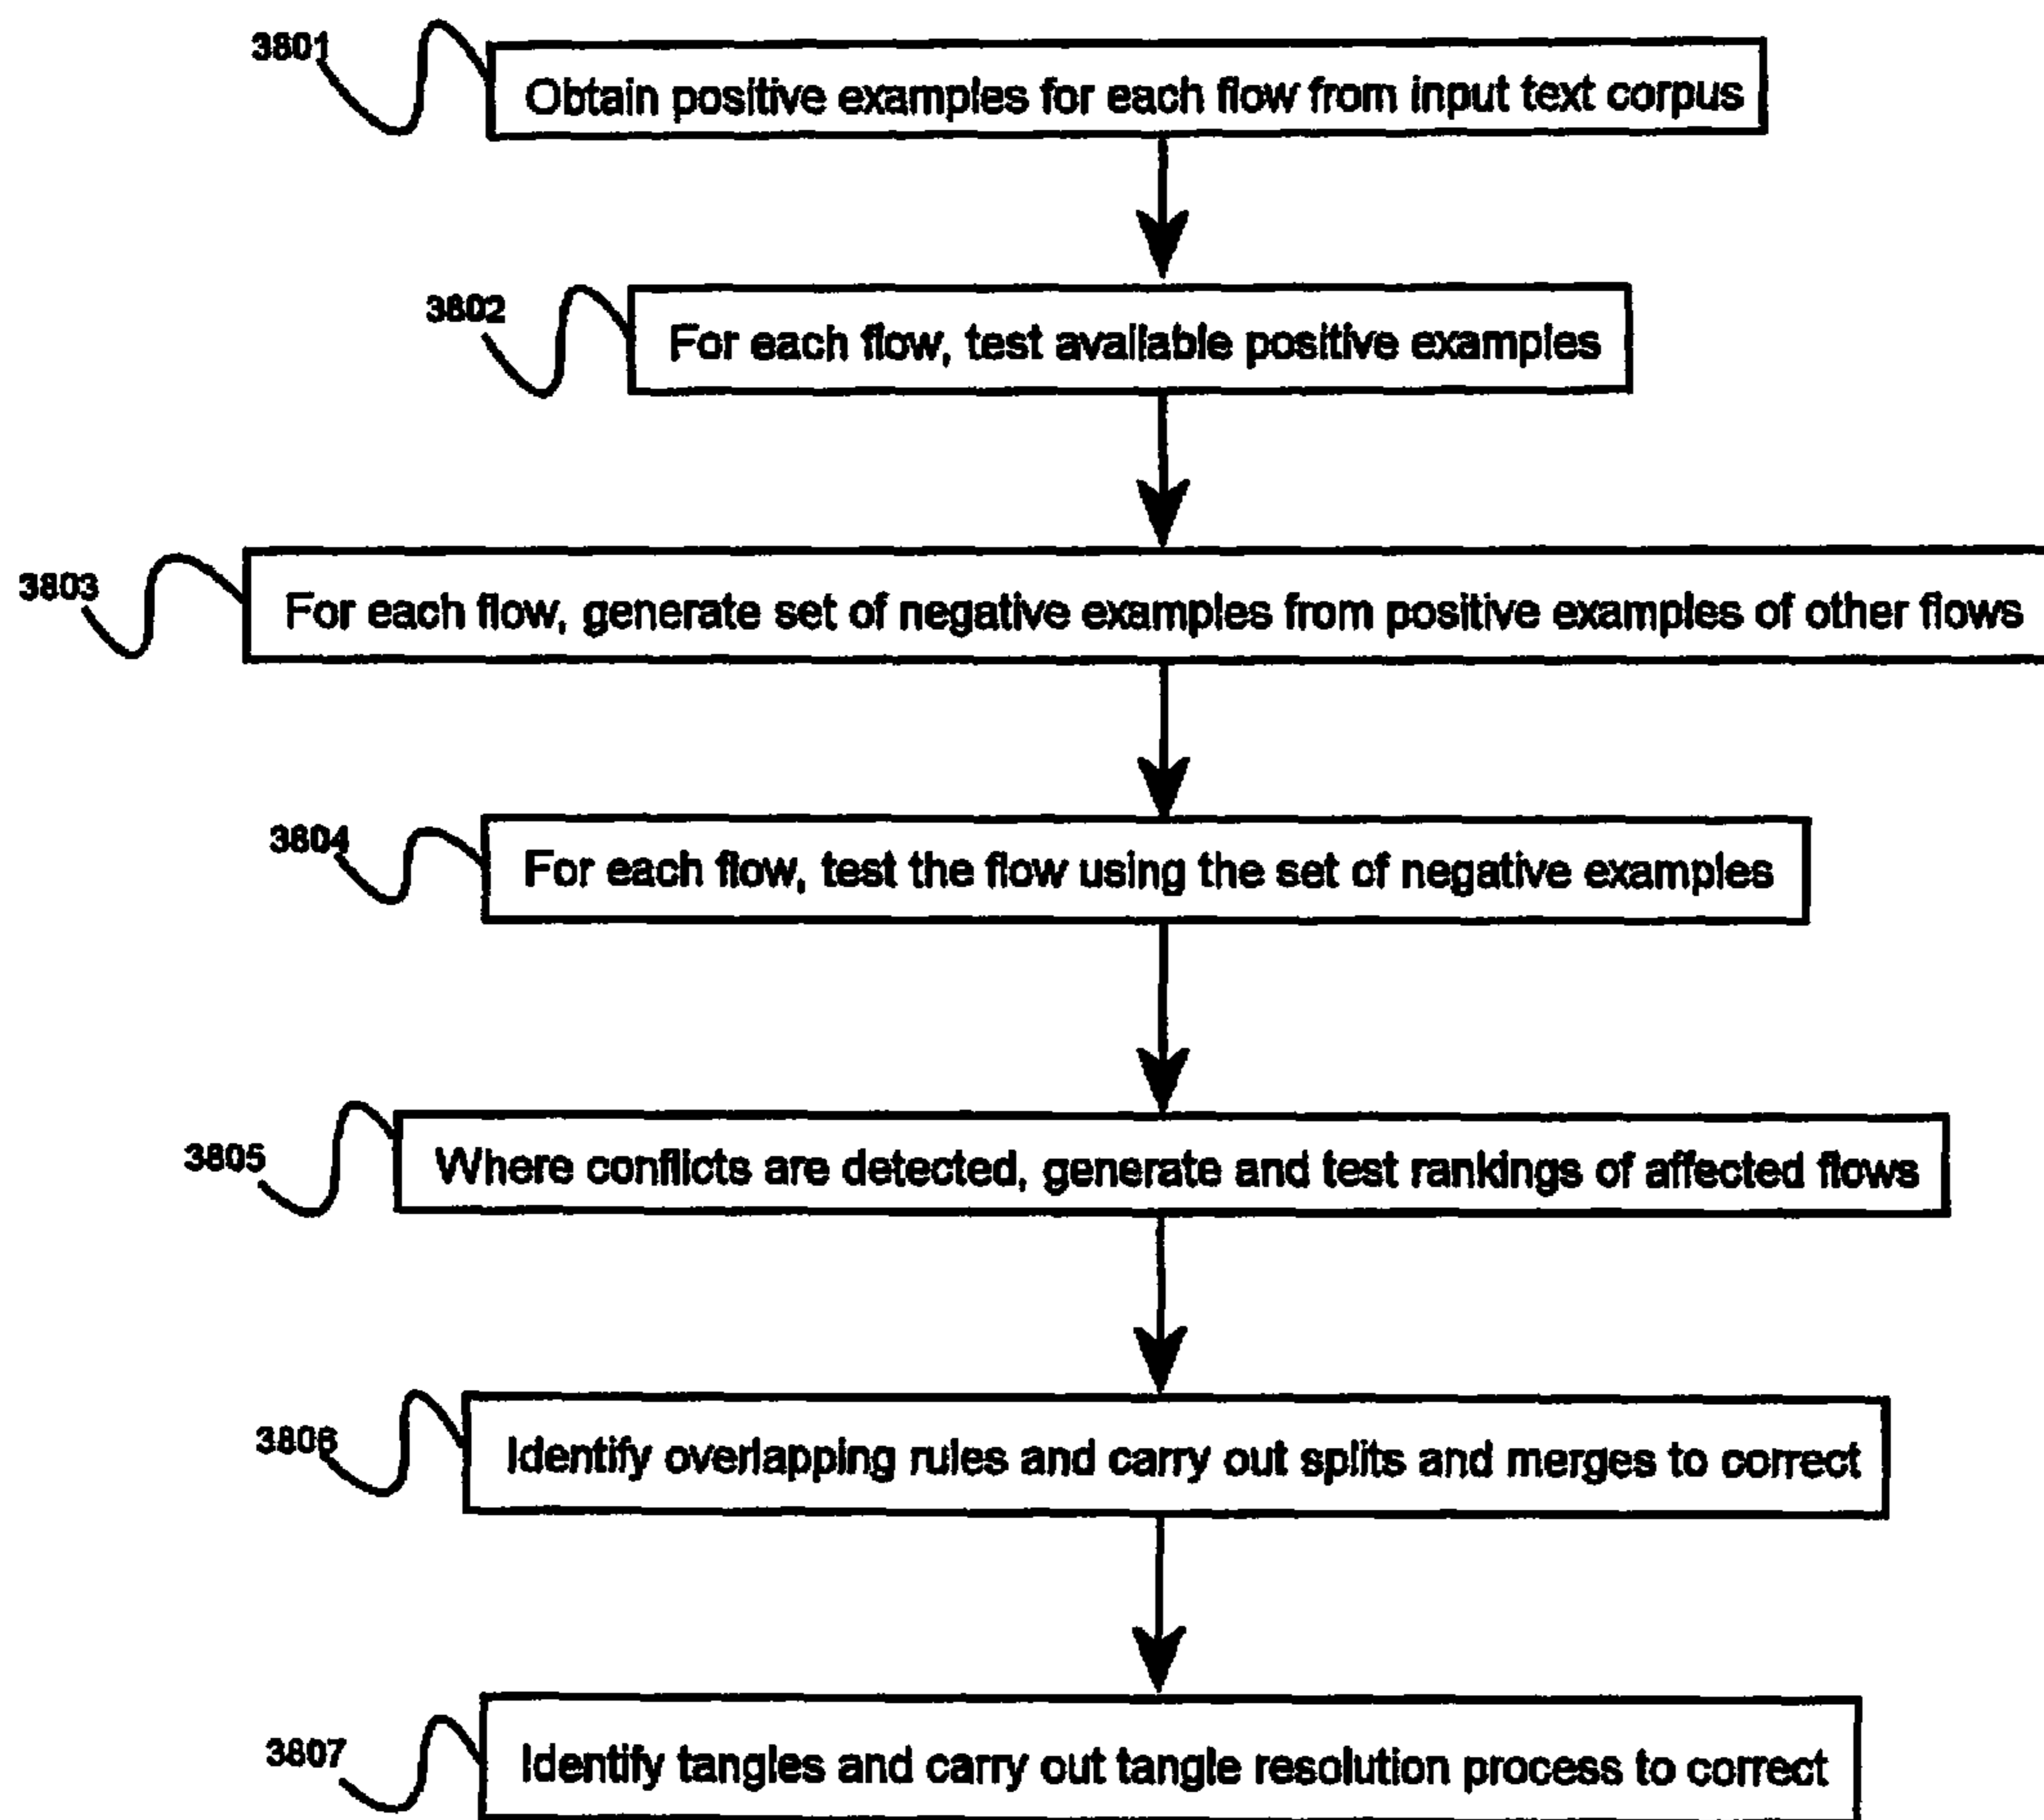 3801
Obtain positive examples for each flow from input text corpus
3802
For each flow, test available positive examples
3803
For each flow, generate set of negative examples from positive examples of other flows
3804
For each flow, test the flow using the set of negative examples
3805
Where conflicts are detected, generate and test rankings of affected flows
3806
Identify overlapping rules and carry out splits and merges to correct
3807
Identify tangles and carry out tangle resolution process to correct